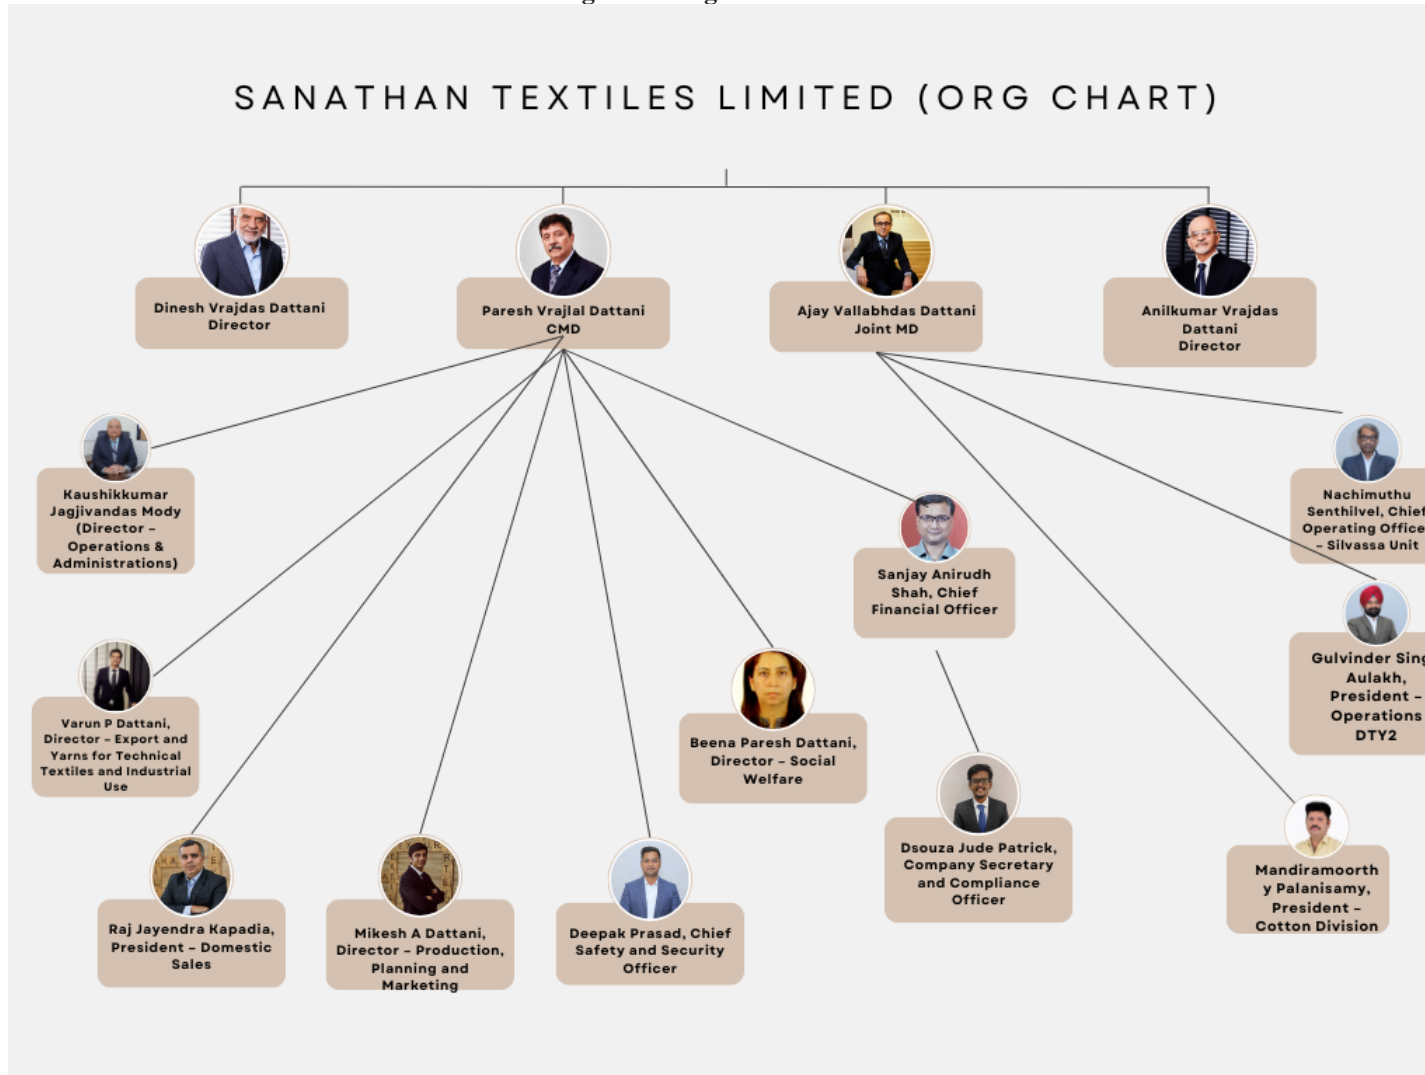 SANATHAN TEXTILES LIMITED (ORG CHART)
Dinesh Vrajdas Dattani
Director
Paresh Vrajlal Dattani
CMD
Ajay Vallabhdas Dattani
Joint MD
Anilkumar Vrajdas
Dattani
Director
Kaushikkumar
Jagjivandas Mody
(Director –
Operations &
Administrations)
Nachimuthu
Senthilvel, Chief
Operating Office
– Silvassa Unit
Sanjay Anirudh
Shah, Chief
Financial Officer
Gulvinder Sing
Aulakh,
President –
Operations
DTY2
Varun P Dattani,
Director – Export and
Yarns for Technical
Textiles and Industrial
Use
Beena Paresh Dattani,
Director – Social
Welfare
Dsouza Jude Patrick,
Company Secretary
and Compliance
Officer
Mandiramoorth
y Palanisamy,
President –
Cotton Division
Raj Jayendra Kapadia,
President – Domestic
Sales
Mikesh A Dattani,
Director – Production,
Planning and
Marketing
Deepak Prasad, Chief
Safety and Security
Officer